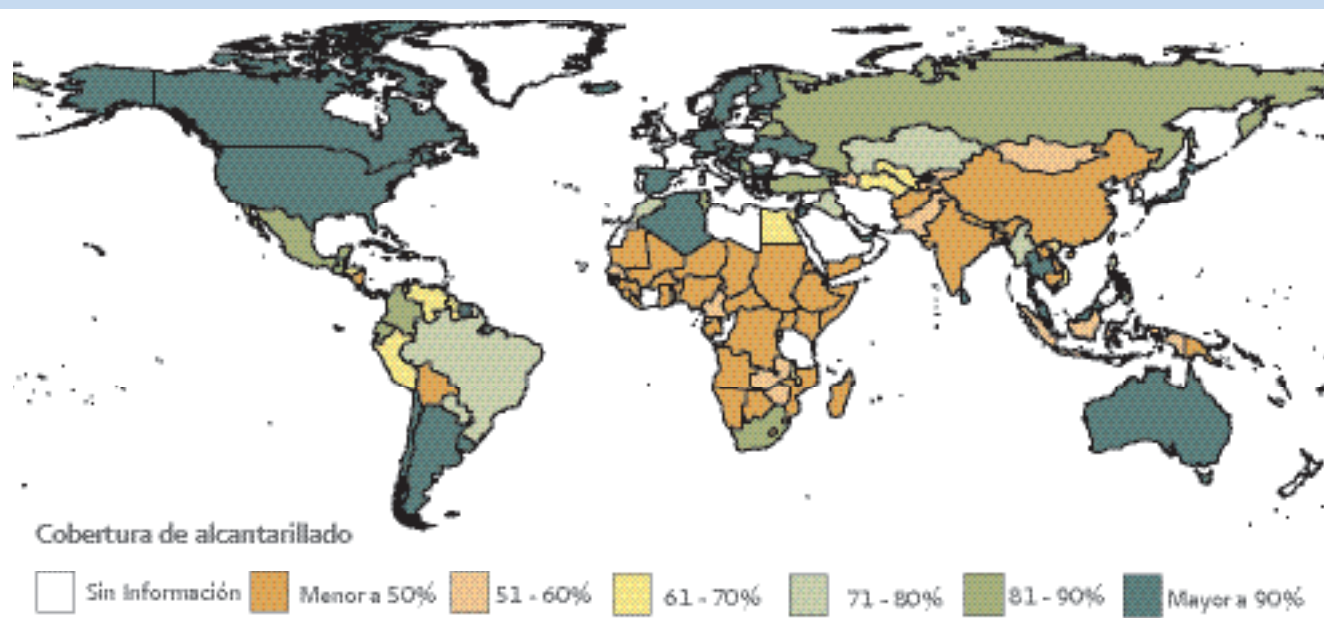 Cobertura de alcantarillado
Sin Información Menor a 50% 51 - 60% 61 - 70% 71 - 80% 81 - 90% Mayor a 90%